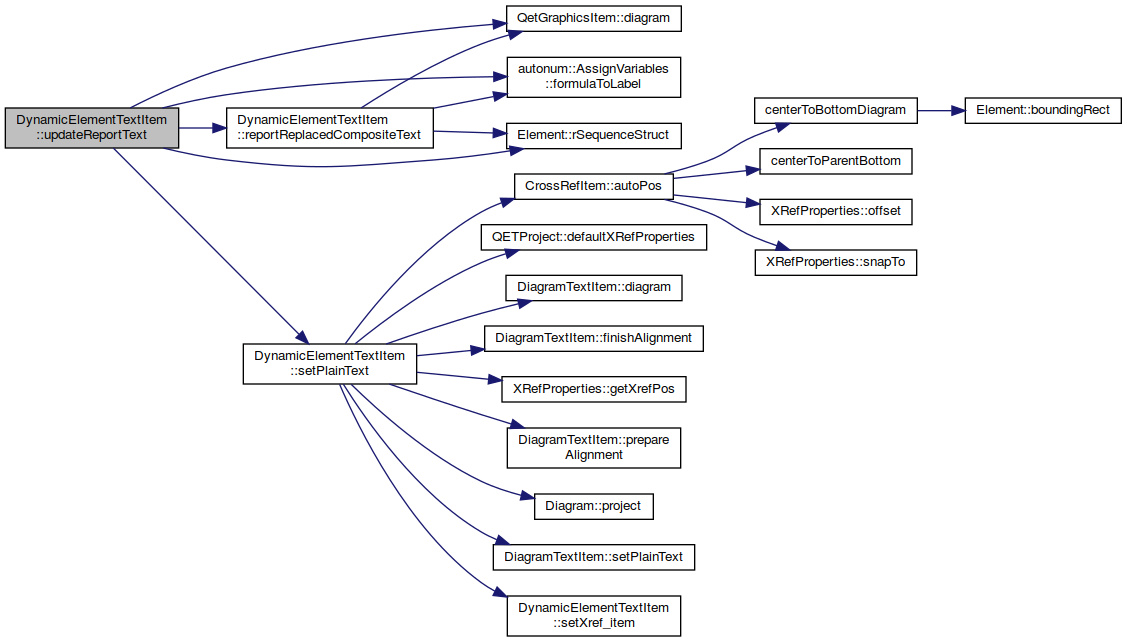 DynamicElementTextItem
::updateReportText
DynamicElementTextItem
::reportReplacedCompositeText
QetGraphicsItem::diagram
autonum::AssignVariables
::formulaToLabel
Element::rSequenceStruct
DynamicElementTextItem
::setPlainText
CrossRefItem::autoPos
centerToBottomDiagram
Element::boundingRect
centerToParentBottom
XRefProperties::offset
XRefProperties::snapTo
QETProject::defaultXRefProperties
DiagramTextItem::diagram
DiagramTextItem::finishAlignment
XRefProperties::getXrefPos
DiagramTextItem::prepare
Alignment
Diagram::project
DiagramTextItem::setPlainText
DynamicElementTextItem
::setXref_item